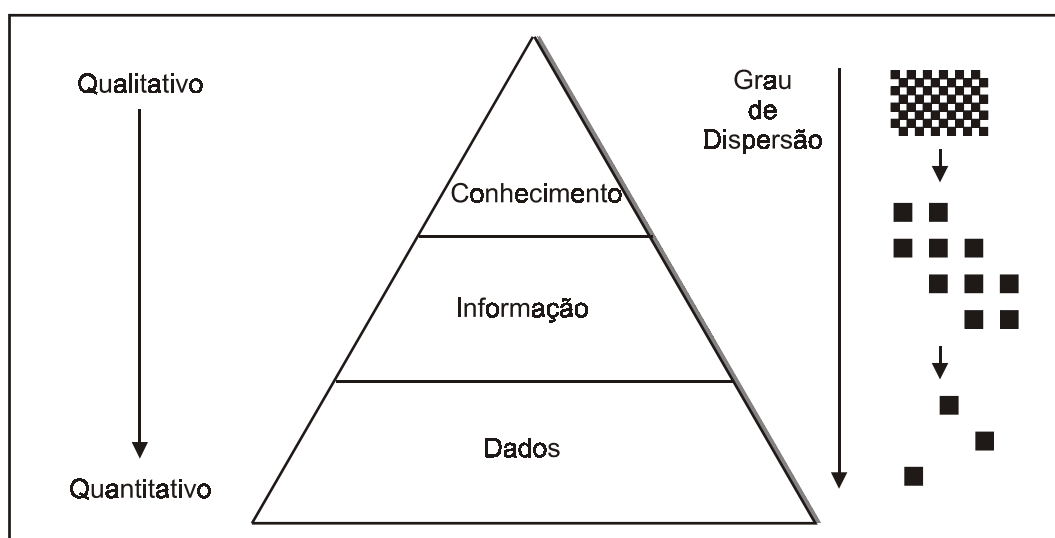 Qualitativo
Grau
de
Dispersão
Conhecimento
Informação
Dados
Quantitativo